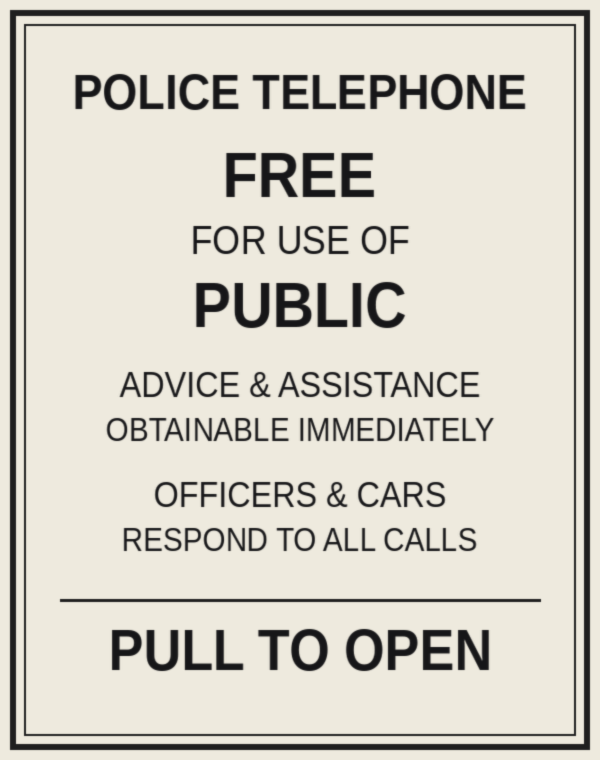 POLICE TELEPHONE
FREE
FOR USE OF
PUBLIC
ADVICE & ASSISTANCE
OBTAINABLE IMMEDIATELY
OFFICERS & CARS
RESPOND TO ALL CALLS
PULL TO OPEN